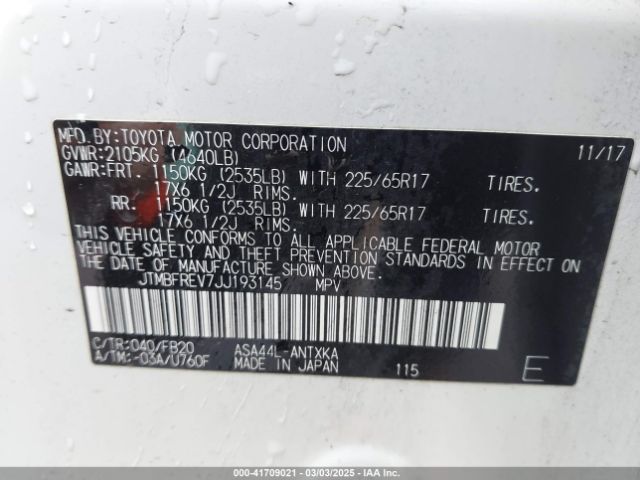 MFD.BY:TOYOTA MOTOR CORPORATION 11/17
GVWR:2105KG (4640LB)
GAWR:FRT. 1150KG (2535LB) WITH 225/65R17 TIRES.
17X6 1/2J RIMS.
RR. 1150KG (2535LB) WITH 225/65R17 TIRES.
17X6 1/2J RIMS.
THIS VEHICLE CONFORMS TO ALL APPLICABLE FEDERAL MOTOR
VEHICLE SAFETY AND THEFT PREVENTION STANDARDS IN EFFECT ON
THE DATE OF MANUFACTURE SHOWN ABOVE.
JTMBFREV7JJ193145 MPV
C/TR:040/FB20 ASA44L-ANTXKA
A/TM:-03A/U760F MADE IN JAPAN 115 E
000-41709021 | 03/03/2025 | IAA, LLC